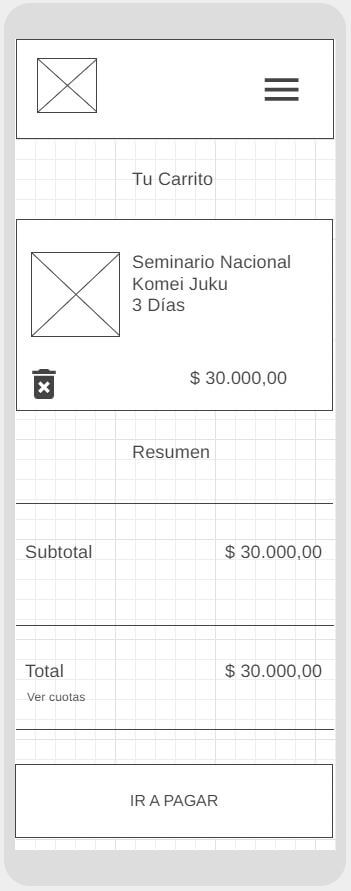 Tu Carrito
Seminario Nacional
Komei Juku
3 Días
$ 30.000,00
Resumen
Subtotal $ 30.000,00
Total $ 30.000,00
Ver cuotas
IR A PAGAR